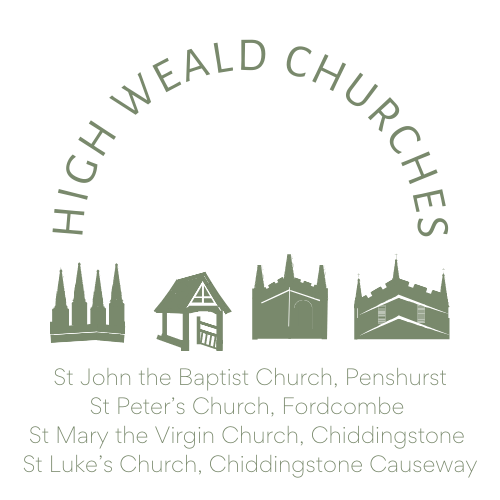 HIGH WEALD CHURCHES
St John the Baptist Church, Penshurst
St Peter's Church, Fordcombe
St Mary the Virgin Church, Chiddingstone
St Luke's Church, Chiddingstone Causeway